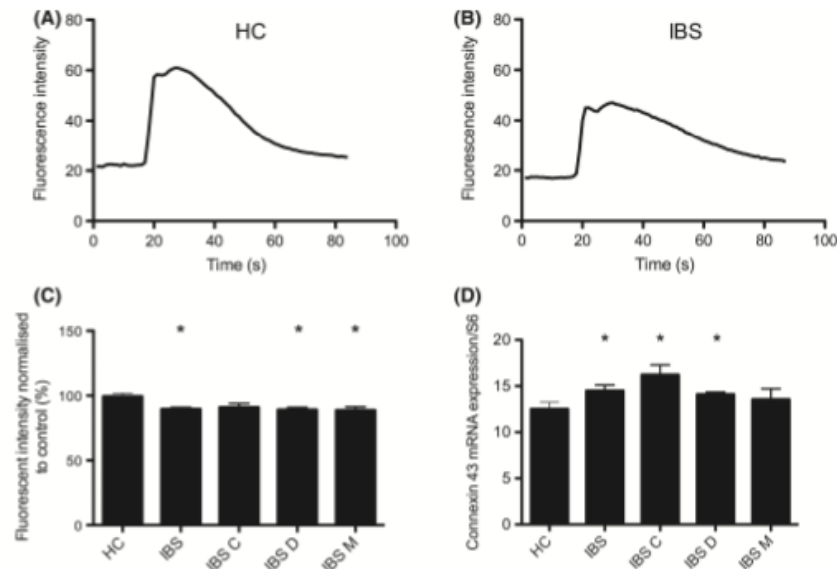 (A)
HC
Fluorescence intensity
80
60
40
20
0
0 20 40 60 80 100
Time (s)
(B)
IBS
Fluorescence intensity
80
60
40
20
0
0 20 40 60 80 100
Time (s)
(C)
Fluorescent intensity normalised
to control (%)
150
100
50
0
* * *
HC IBS IBS C IBS D IBS M
(D)
Connexin 43 mRNA expression/S6
20
15
10
5
0
* * *
HC IBS IBS C IBS D IBS M